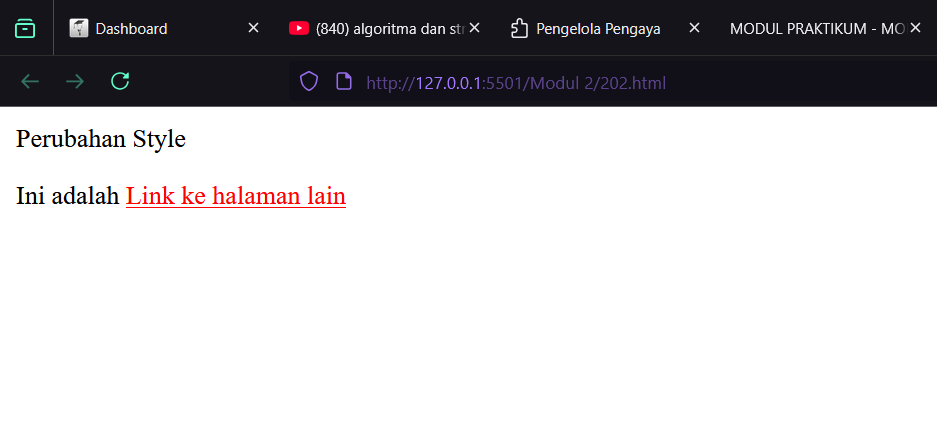 Dashboard
(840) algoritma dan str
Pengelola Pengaya
MODUL PRAKTIKUM - MO
http://127.0.0.1:5501/Modul 2/202.html
Perubahan Style
Ini adalah Link ke halaman lain